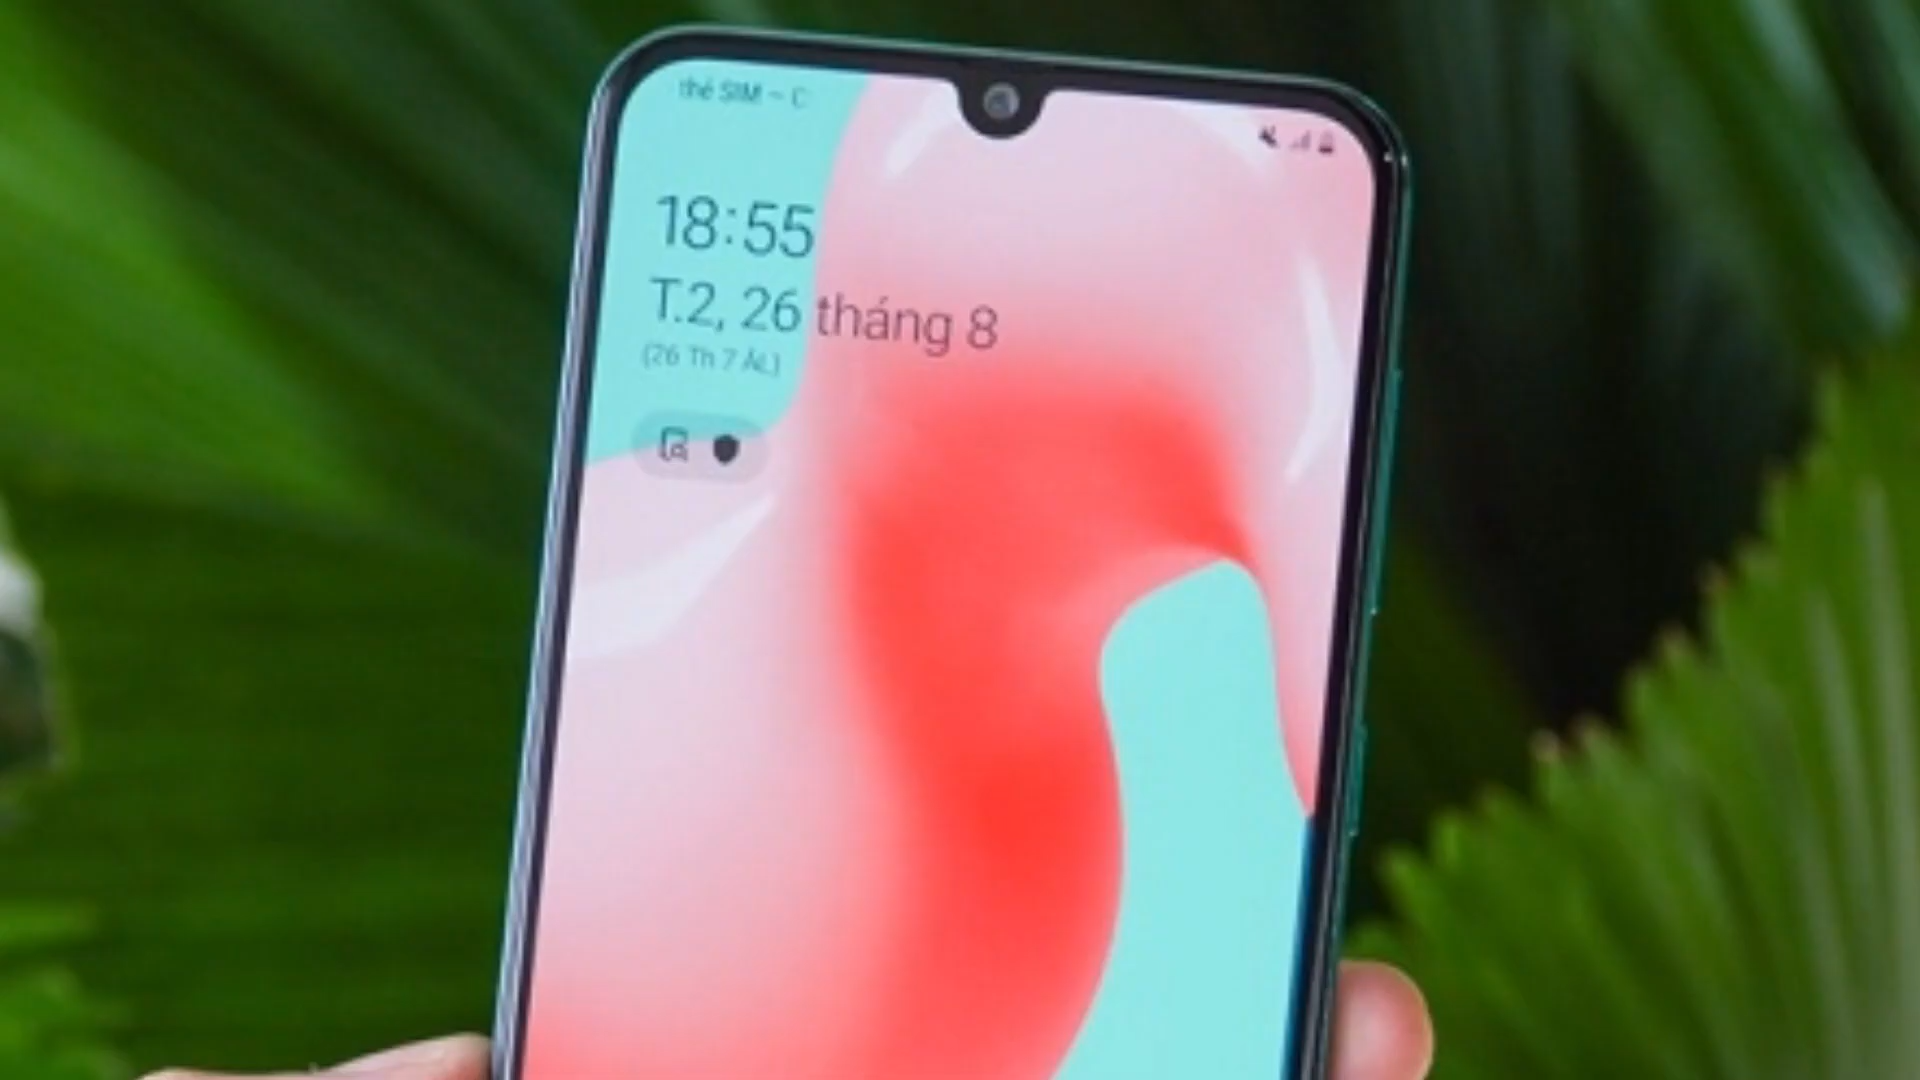 thẻ SIM – C
18:55
T.2, 26 tháng 8
(26 Th 7 ÂL)